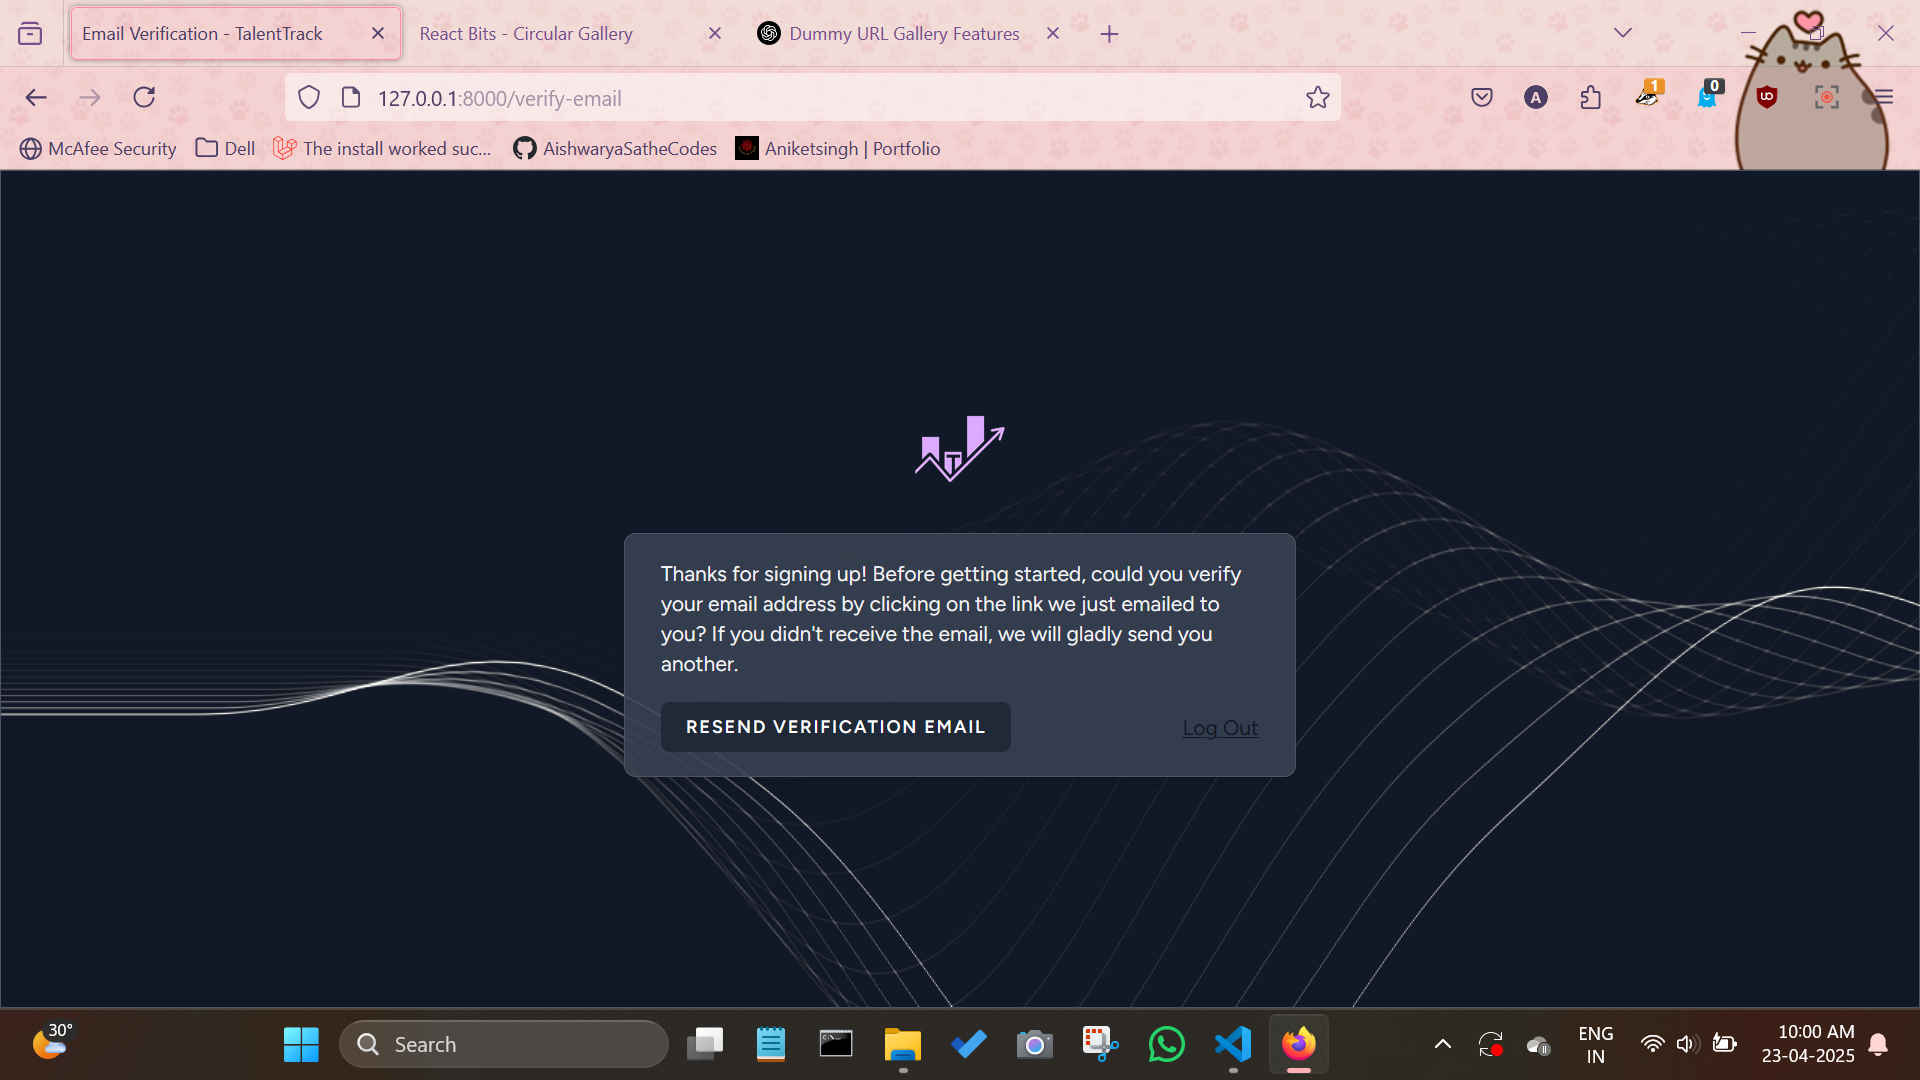 Email Verification - TalentTrack
React Bits - Circular Gallery
Dummy URL Gallery Features
127.0.0.1:8000/verify-email
A
1
0
McAfee Security
Dell
The install worked suc...
AishwaryaSatheCodes
Aniketsingh | Portfolio
T
Thanks for signing up! Before getting started, could you verify
your email address by clicking on the link we just emailed to
you? If you didn't receive the email, we will gladly send you
another.
RESEND VERIFICATION EMAIL
Log Out
30°
Search
ENG
IN
10:00 AM
23-04-2025